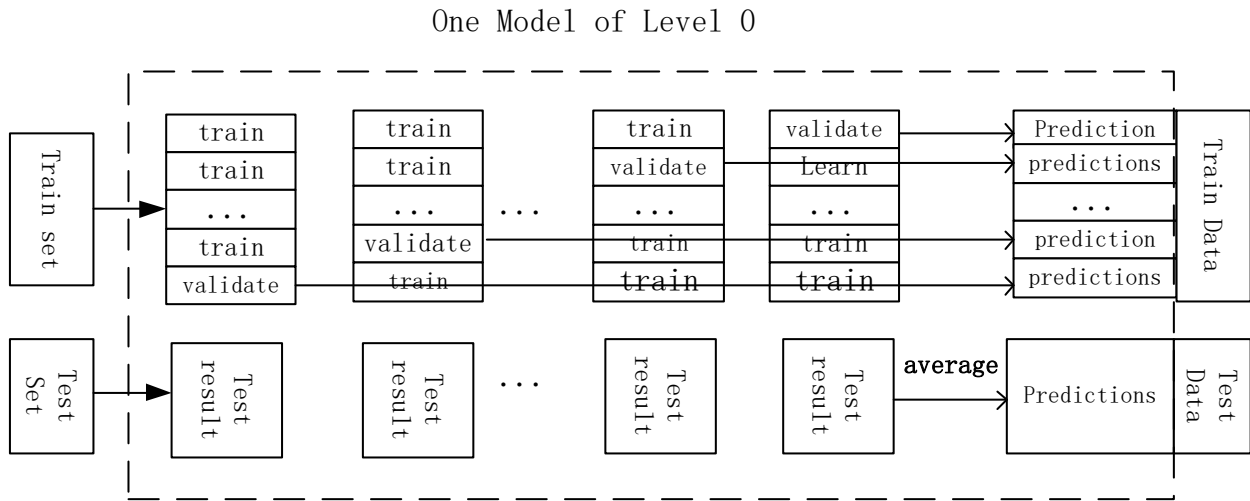 One Model of Level 0
Train set
train
train
...
train
validate
train
train
...
validate
train
...
train
validate
...
train
train
validate
Learn
...
train
train
Prediction
predictions
...
prediction
predictions
Train Data
Test
Set
Test
result
Test
result
...
Test
result
Test
result
average
Predictions
Test
Data